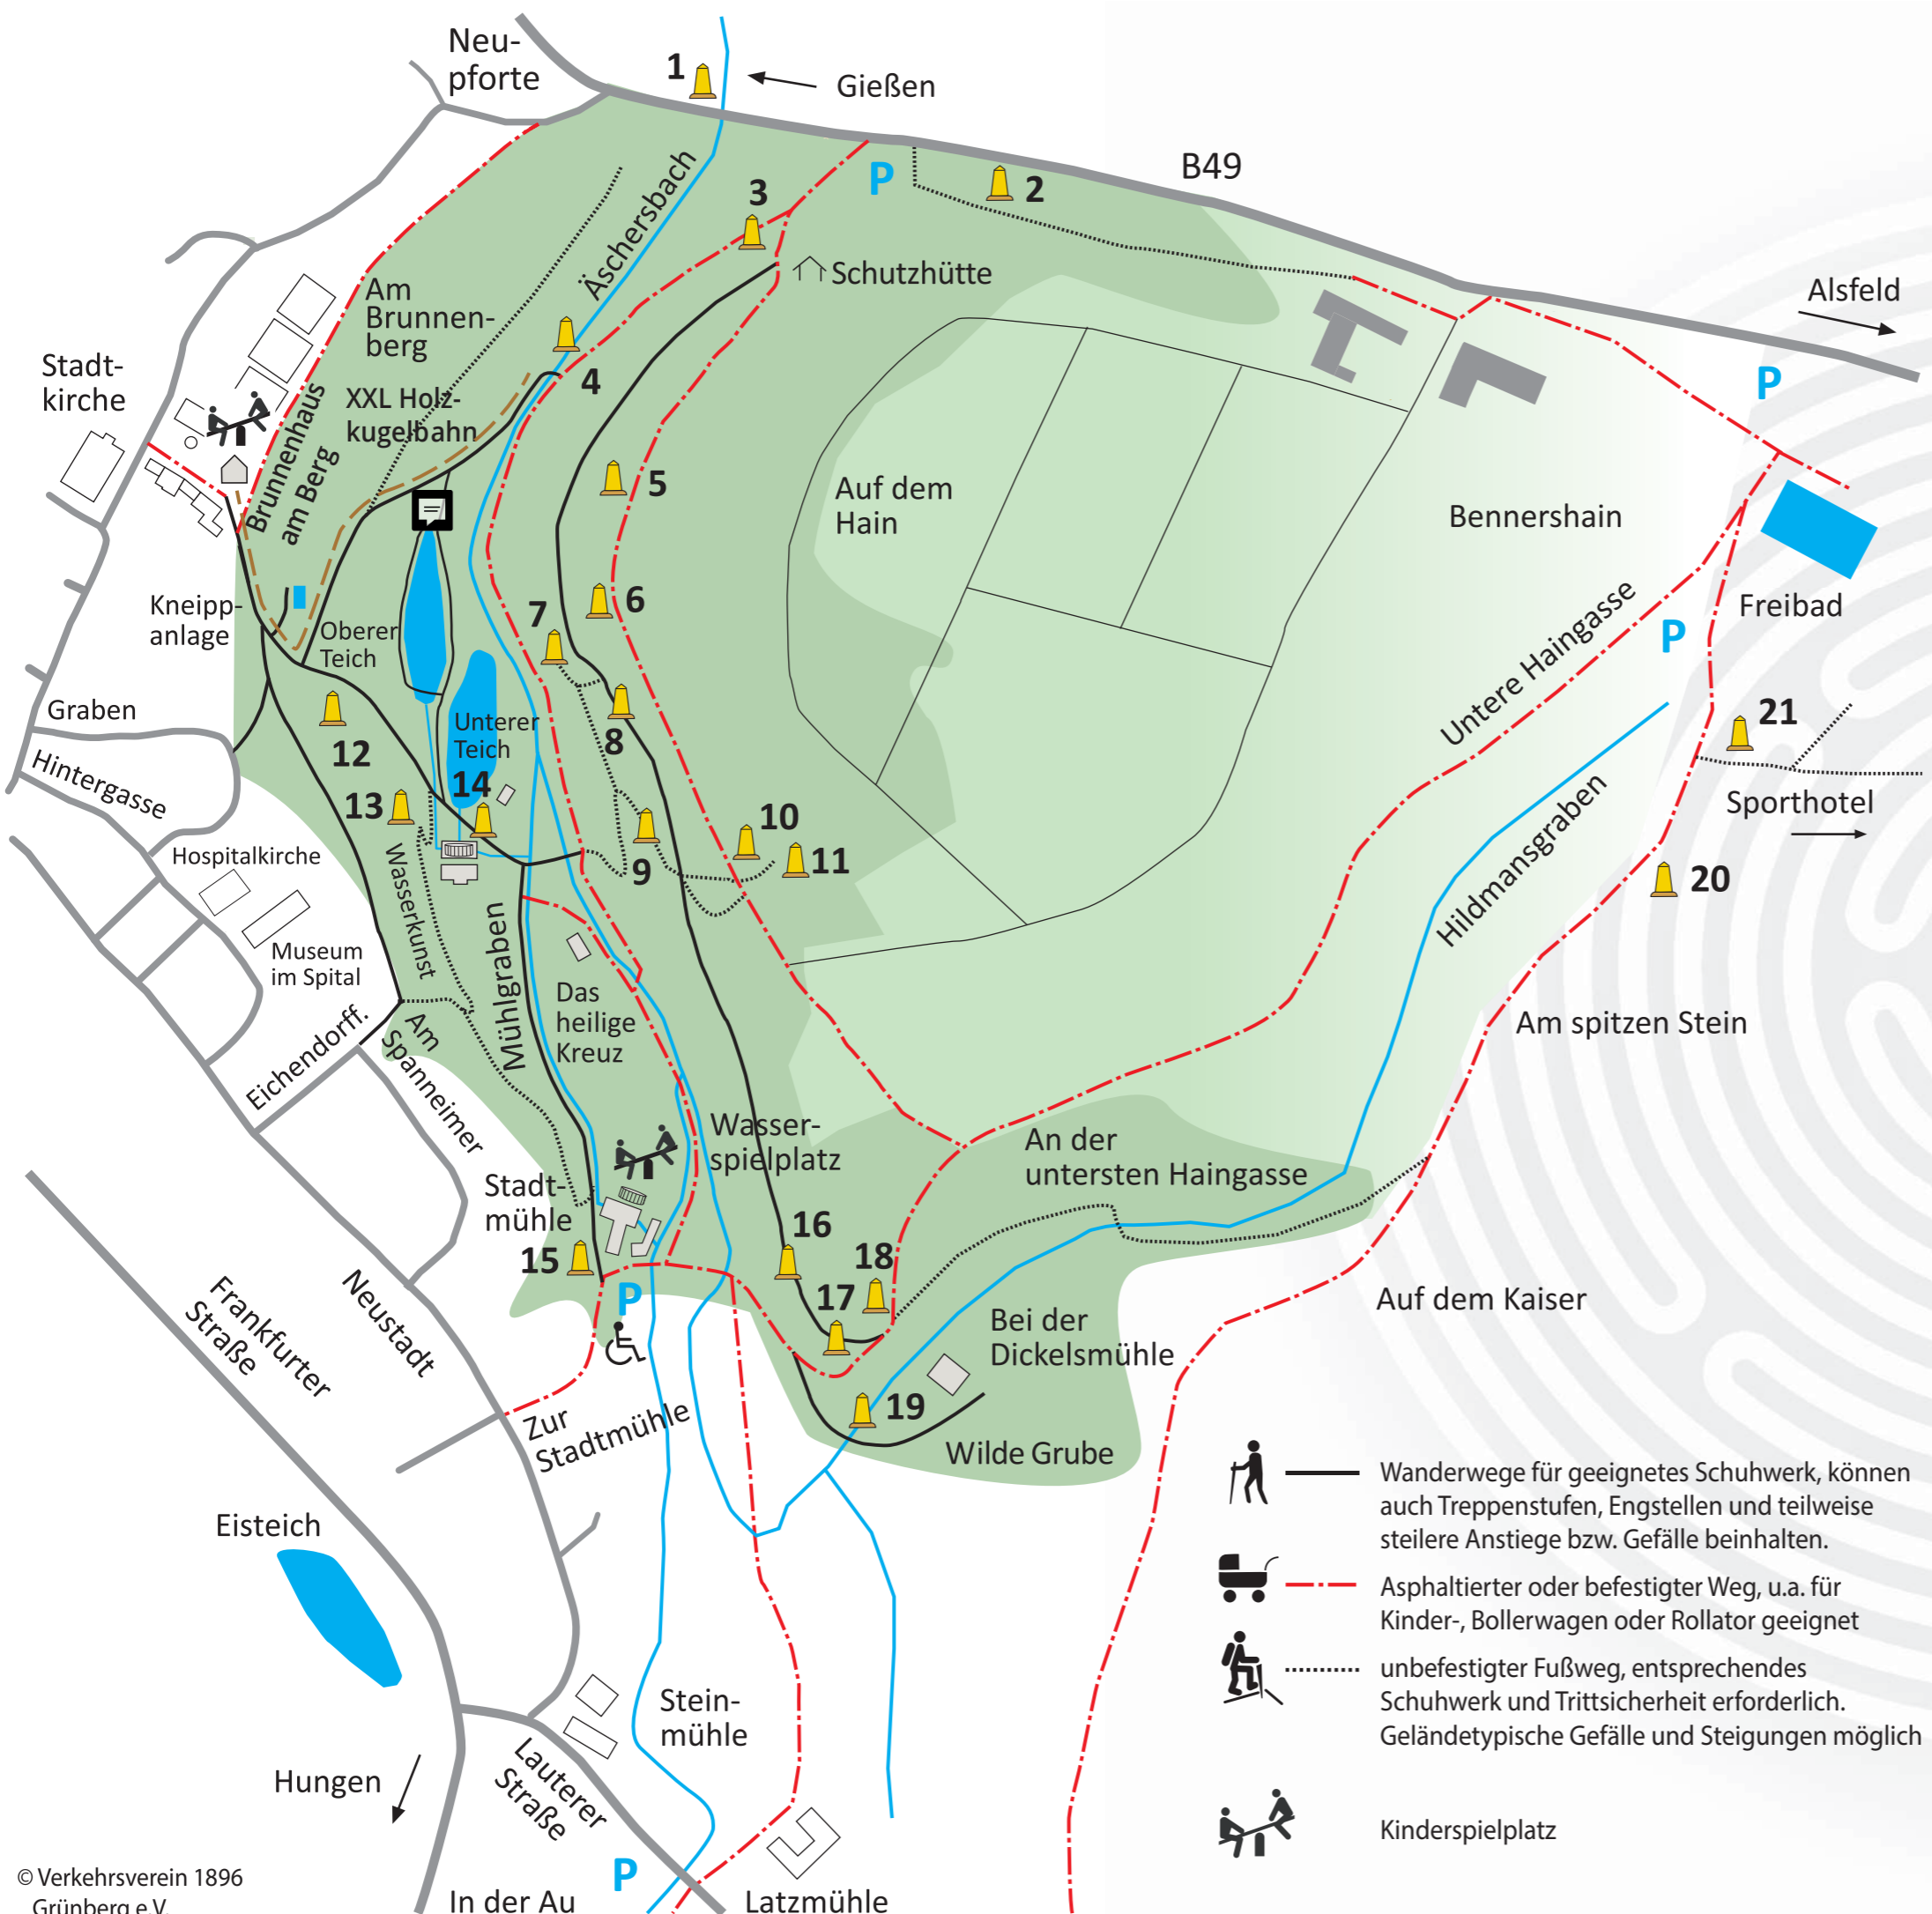 Neu-
pforte
1
Gießen
B49
P
2
3
Äschersbach
Schutzhütte
Alsfeld
P
Am
Brunnen-
berg
4
Stadt-
kirche
XXL Holz-
kugelbahn
Brunnenhaus
am Berg
5
Auf dem
Hain
Bennershain
Freibad
P
Kneipp-
anlage
Oberer
Teich
7
6
Untere Haingasse
Graben
12
Unterer
Teich
8
21
Hintergasse
13
14
10
Sporthotel
Hospitalkirche
Wasserkunst
9
11
20
Hildmansgraben
Museum
im Spital
Mühlgraben
Das
heilige
Kreuz
Am spitzen Stein
Eichendorff.
Am
Spanneimer
Wasser-
spielplatz
An der
untersten Haingasse
Stadt-
mühle
15
16
18
17
P
Frankfurter
Straße
Neustadt
Auf dem Kaiser
Bei der
Dickelsmühle
19
Zur
Stadtmühle
Wilde Grube
Eisteich
Wanderwege für geeignetes Schuhwerk, können
auch Treppenstufen, Engstellen und teilweise
steilere Anstiege bzw. Gefälle beinhalten.
Asphaltierter oder befestigter Weg, u.a. für
Kinder-, Bollerwagen oder Rollator geeignet
unbefestigter Fußweg, entsprechendes
Schuhwerk und Trittsicherheit erforderlich.
Geländetypische Gefälle und Steigungen möglich
Kinderspielplatz
Stein-
mühle
Hungen
Lauterer
Straße
P
In der Au
Latzmühle
© Verkehrsverein 1896
Grünberg e.V.